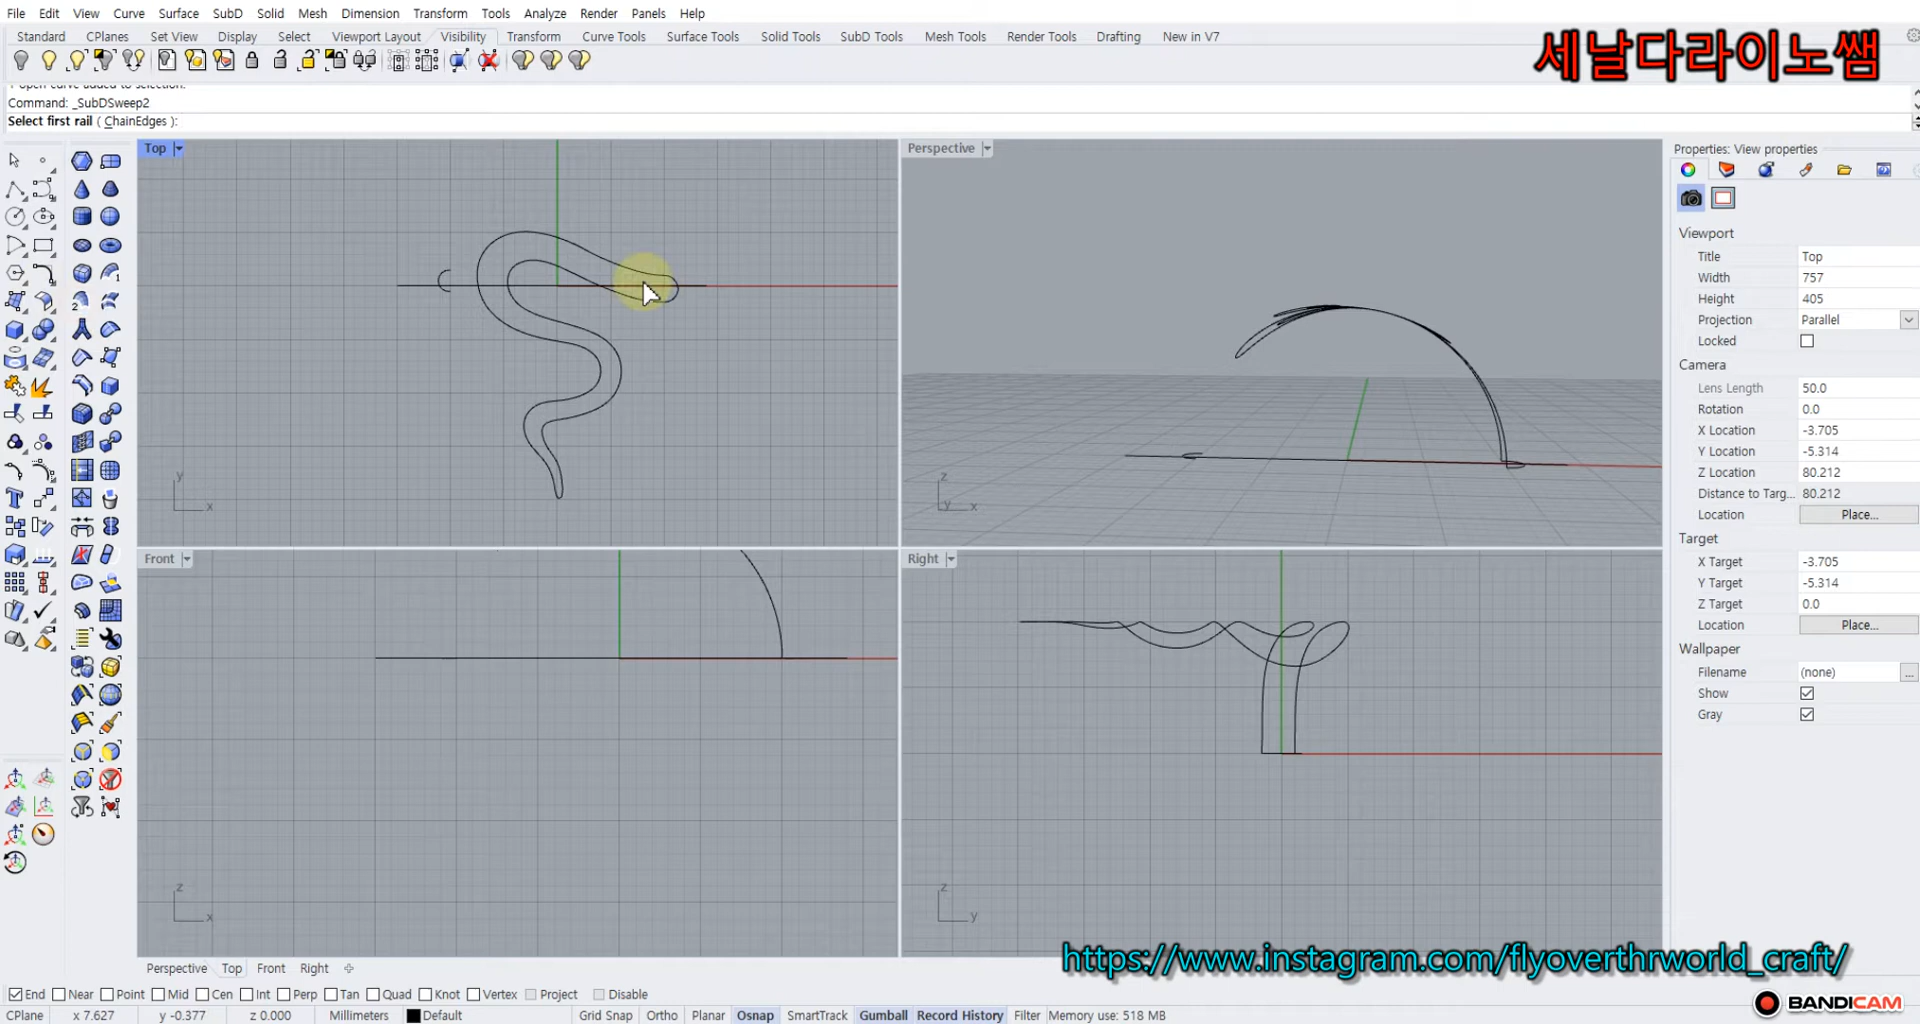 File Edit View Curve Surface SubD Solid Mesh Dimension Transform Tools Analyze Render Panels Help
Standard CPlanes Set View Display Select Viewport Layout Visibility Transform Curve Tools Surface Tools Solid Tools SubD Tools Mesh Tools Render Tools Drafting New in V7
세날다라이노쌤
1 open curve added to selection.
Command: _SubDSweep2
Select first rail ( ChainEdges ):
Top
Perspective
Properties: View properties
Viewport
Title Top
Width 757
Height 405
Projection Parallel
Locked
Camera
Lens Length 50.0
Rotation 0.0
X Location -3.705
Y Location -5.314
Z Location 80.212
Distance to Targ... 80.212
Location Place...
Target
X Target -3.705
Y Target -5.314
Z Target 0.0
Location Place...
Wallpaper
Filename (none) ...
Show
Gray
y
x
z
y x
Front
Right
z
x
z
y
https://www.instagram.com/flyoverthrworld_craft/
Perspective Top Front Right
End Near Point Mid Cen Int Perp Tan Quad Knot Vertex Project Disable
BANDICAM
CPlane x 7.627 y -0.377 z 0.000 Millimeters Default Grid Snap Ortho Planar Osnap SmartTrack Gumball Record History Filter Memory use: 518 MB